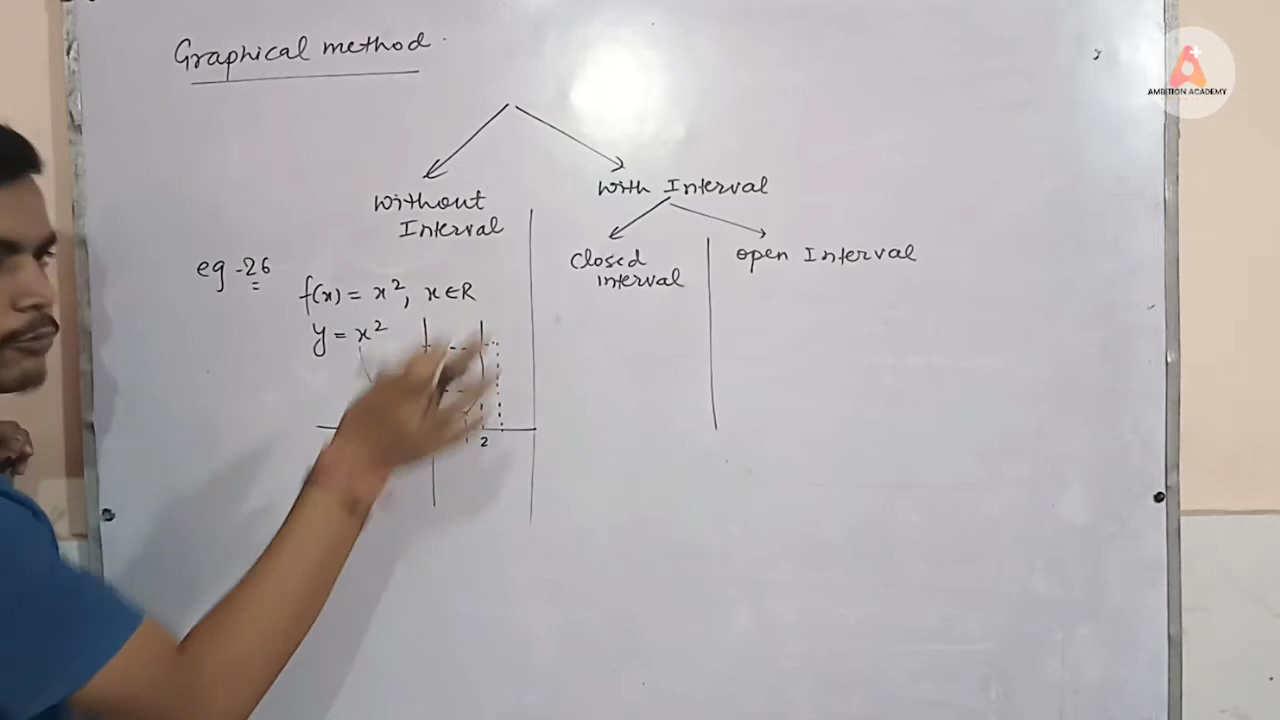 Graphical method.
Without
Interval
With Interval
Closed
interval
open Interval
eg -26
f(x) = x², x∈R
y = x²
2
AMBITION ACADEMY